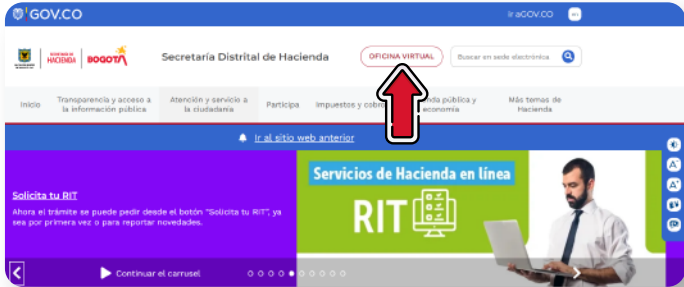 GOV.CO
Ir aGOV.CO
SECRETARÍA DE
HACIENDA
BOGOTÁ
Secretaría Distrital de Hacienda
OFICINA VIRTUAL
Buscar en sede electrónica
Inicio
Transparencia y acceso a
la información pública
Atención y servicio a
la ciudadanía
Participa
Impuestos y cobro
nda pública y
economía
Más temas de
Hacienda
Ir al sitio web anterior
Solicita tu RIT
Ahora el trámite se puede pedir desde el botón "Solicita tu RIT", ya
sea por primera vez o para reportar novedades.
Servicios de Hacienda en línea
RIT
Continuar el carrusel